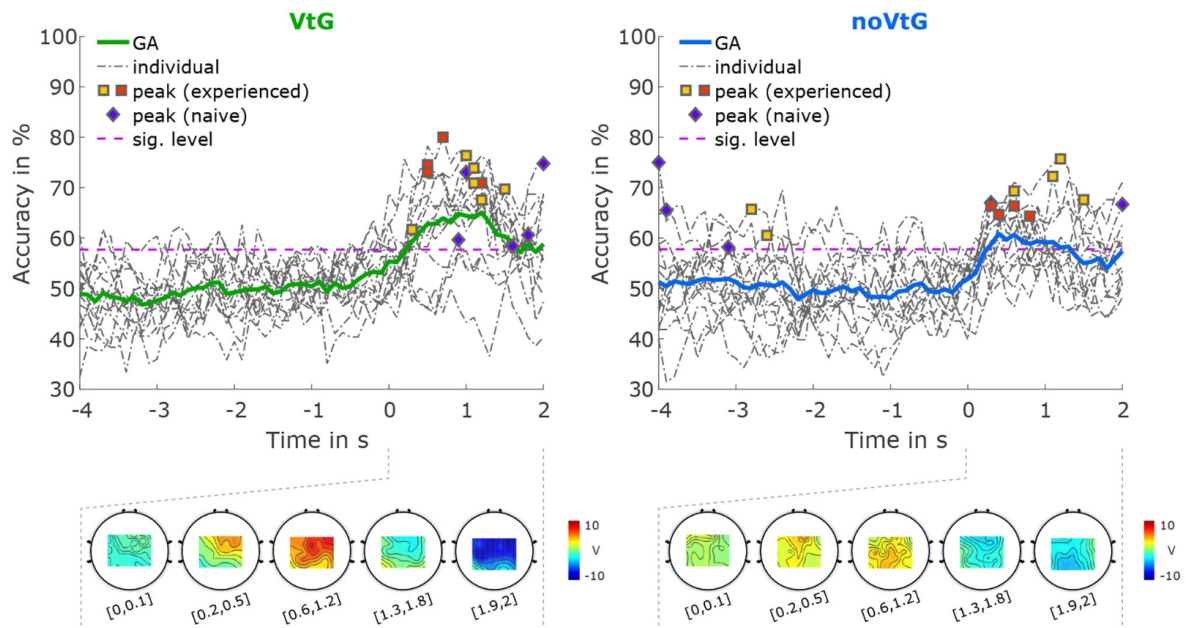 VtG
100
90
80
70
60
50
40
30
Accuracy in %
GA
individual
peak (experienced)
peak (naive)
sig. level
-4 -3 -2 -1 0 1 2
Time in s
noVtG
100
90
80
70
60
50
40
30
Accuracy in %
GA
individual
peak (experienced)
peak (naive)
sig. level
-4 -3 -2 -1 0 1 2
Time in s
10
V
-10
[0,0.1] [0.2,0.5] [0.6,1.2] [1.3,1.8] [1.9,2]
10
V
-10
[0,0.1] [0.2,0.5] [0.6,1.2] [1.3,1.8] [1.9,2]